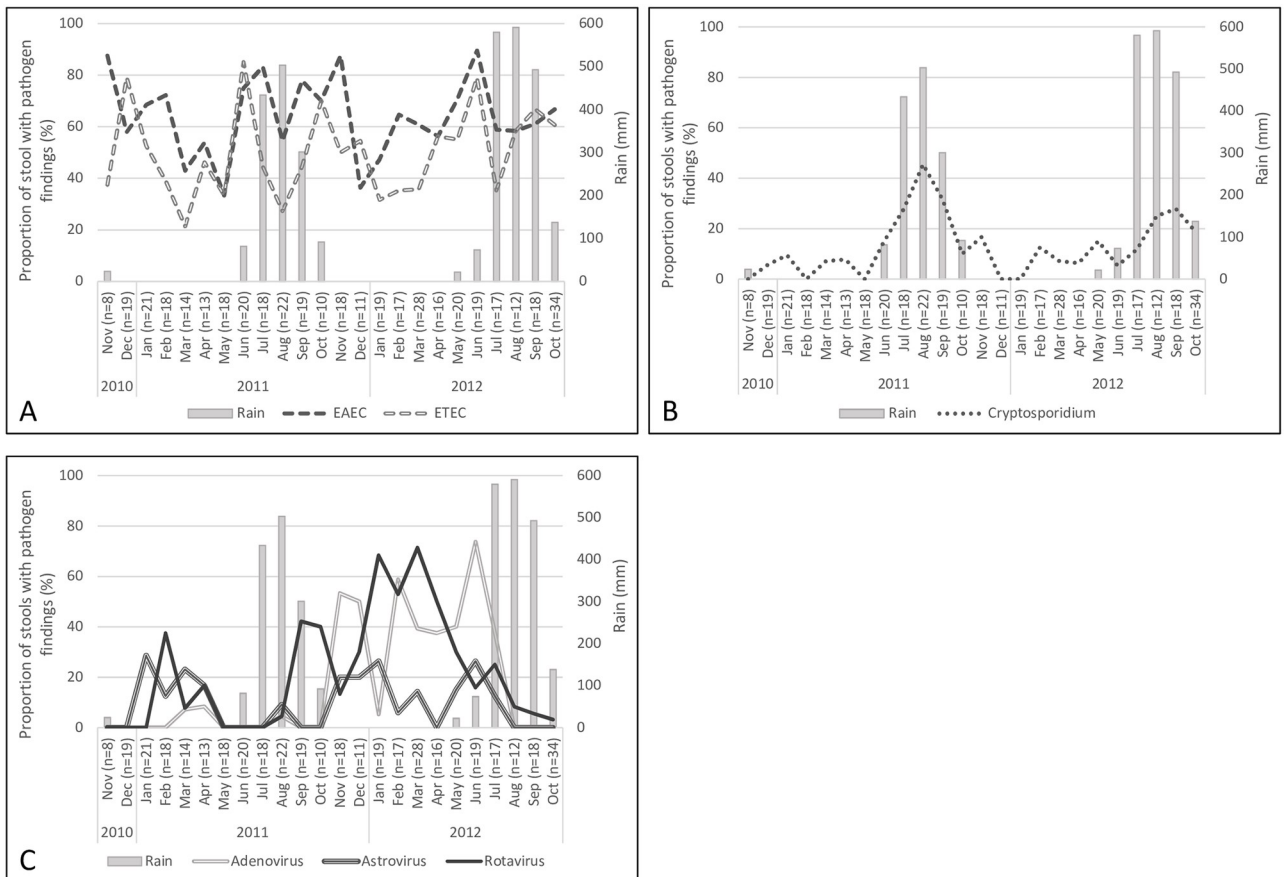 Proportion of stools with pathogen
findings (%)
100
80
60
40
20
0
600
500
400
300
200
100
0
Rain (mm)
Nov (n=8)
Dec (n=19)
Jan (n=21)
Feb (n=18)
Mar (n=14)
Apr (n=13)
May (n=18)
Jun (n=20)
Jul (n=18)
Aug (n=22)
Sep (n=19)
Oct (n=10)
Nov (n=18)
Dec (n=11)
Jan (n=19)
Feb (n=17)
Mar (n=28)
Apr (n=16)
May (n=20)
Jun (n=19)
Jul (n=17)
Aug (n=12)
Sep (n=18)
Oct (n=34)
2010 2011 2012
A Rain EAEC ETEC
Proportion of stools with pathogen
findings (%)
100
80
60
40
20
0
600
500
400
300
200
100
0
Rain (mm)
Nov (n=8)
Dec (n=19)
Jan (n=21)
Feb (n=18)
Mar (n=14)
Apr (n=13)
May (n=18)
Jun (n=20)
Jul (n=18)
Aug (n=22)
Sep (n=19)
Oct (n=10)
Nov (n=18)
Dec (n=11)
Jan (n=19)
Feb (n=17)
Mar (n=28)
Apr (n=16)
May (n=20)
Jun (n=19)
Jul (n=17)
Aug (n=12)
Sep (n=18)
Oct (n=34)
2010 2011 2012
B Rain Cryptosporidium
Proportion of stools with pathogen
findings (%)
100
80
60
40
20
0
600
500
400
300
200
100
0
Rain (mm)
Nov (n=8)
Dec (n=19)
Jan (n=21)
Feb (n=18)
Mar (n=14)
Apr (n=13)
May (n=18)
Jun (n=20)
Jul (n=18)
Aug (n=22)
Sep (n=19)
Oct (n=10)
Nov (n=18)
Dec (n=11)
Jan (n=19)
Feb (n=17)
Mar (n=28)
Apr (n=16)
May (n=20)
Jun (n=19)
Jul (n=17)
Aug (n=12)
Sep (n=18)
Oct (n=34)
2010 2011 2012
C Rain Adenovirus Astrovirus Rotavirus